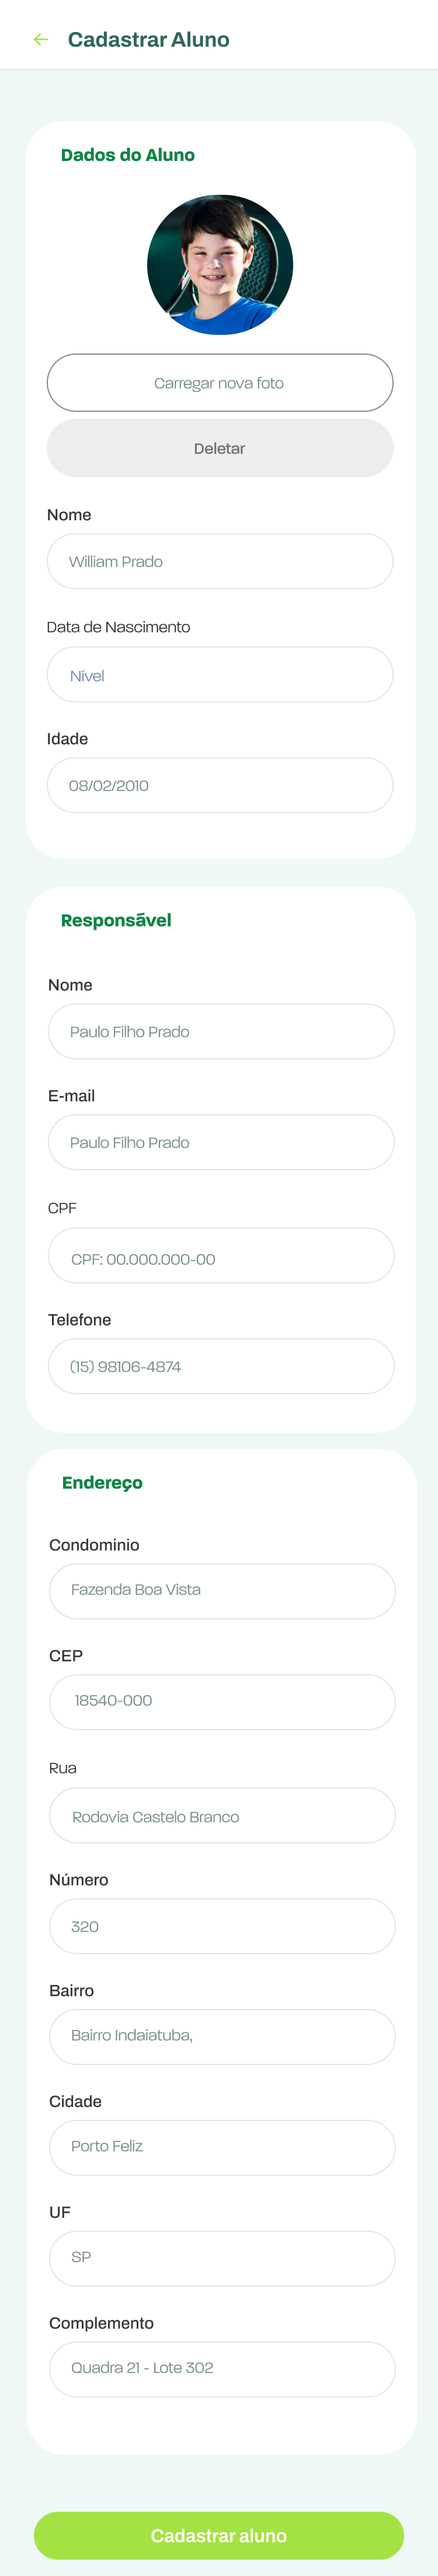 Cadastrar Aluno
Dados do Aluno
Carregar nova foto
Deletar
Nome
William Prado
Data de Nascimento
Nível
Idade
08/02/2010
Responsável
Nome
Paulo Filho Prado
E-mail
Paulo Filho Prado
CPF
CPF: 00.000.000-00
Telefone
(15) 98106-4874
Endereço
Condominio
Fazenda Boa Vista
CEP
18540-000
Rua
Rodovia Castelo Branco
Número
320
Bairro
Bairro Indaiatuba,
Cidade
Porto Feliz
UF
SP
Complemento
Quadra 21 - Lote 302
Cadastrar aluno